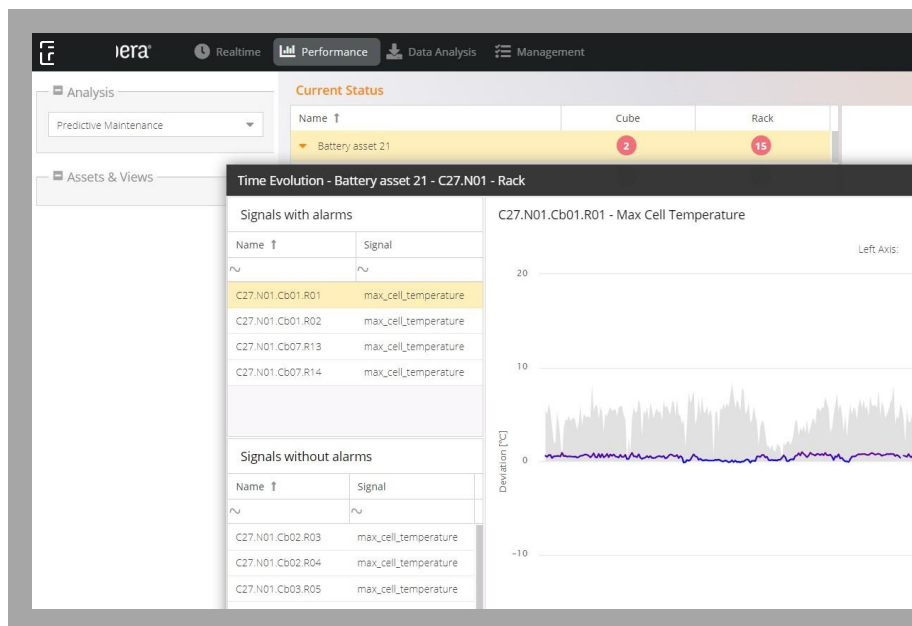 Realtime Performance Data Analysis Management
Analysis
Predictive Maintenance
Assets & Views
Current Status
Name ↑ Cube Rack
Battery asset 21 2 15
Time Evolution - Battery asset 21 - C27.N01 - Rack
Signals with alarms
Name ↑ Signal
C27.N01.Cb01.R01 max_cell_temperature
C27.N01.Cb01.R02 max_cell_temperature
C27.N01.Cb07.R13 max_cell_temperature
C27.N01.Cb07.R14 max_cell_temperature
Signals without alarms
Name ↑ Signal
C27.N01.Cb02.R03 max_cell_temperature
C27.N01.Cb02.R04 max_cell_temperature
C27.N01.Cb03.R05 max_cell_temperature
C27.N01.Cb01.R01 - Max Cell Temperature
Left Axis:
20
10
0
-10
Deviation [°C]